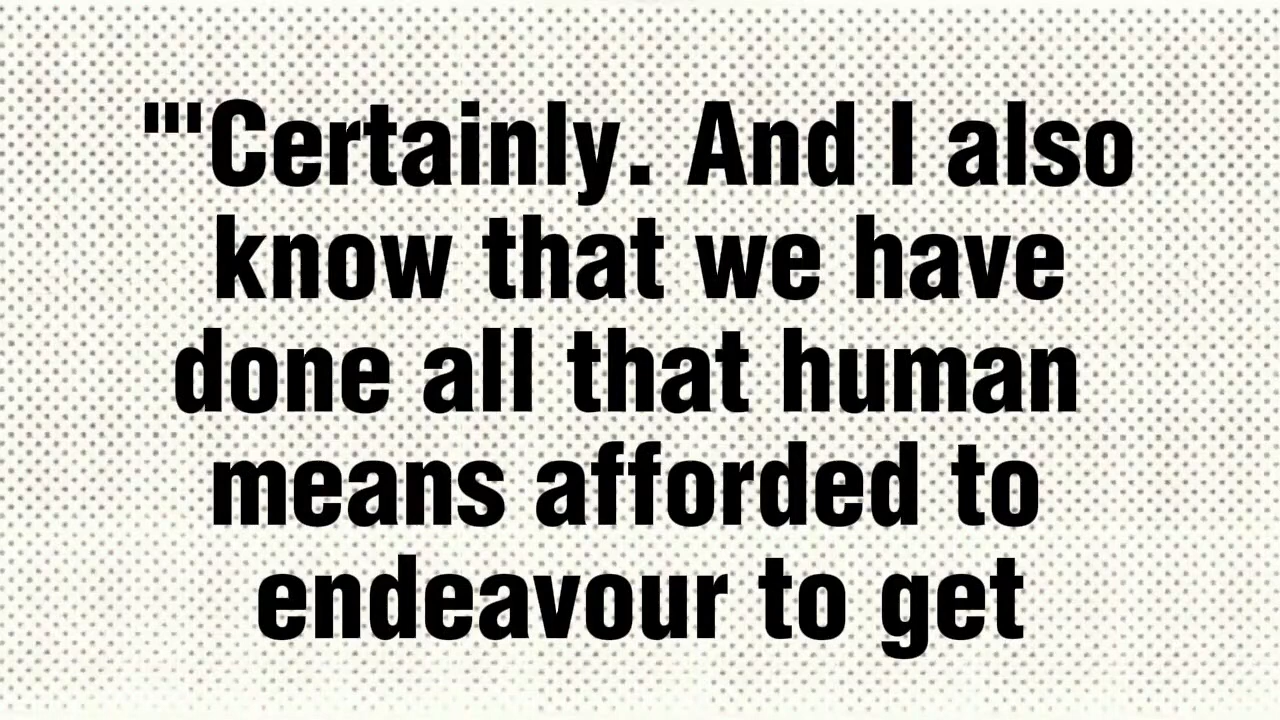 "'Certainly. And I also
know that we have
done all that human
means afforded to
endeavour to get